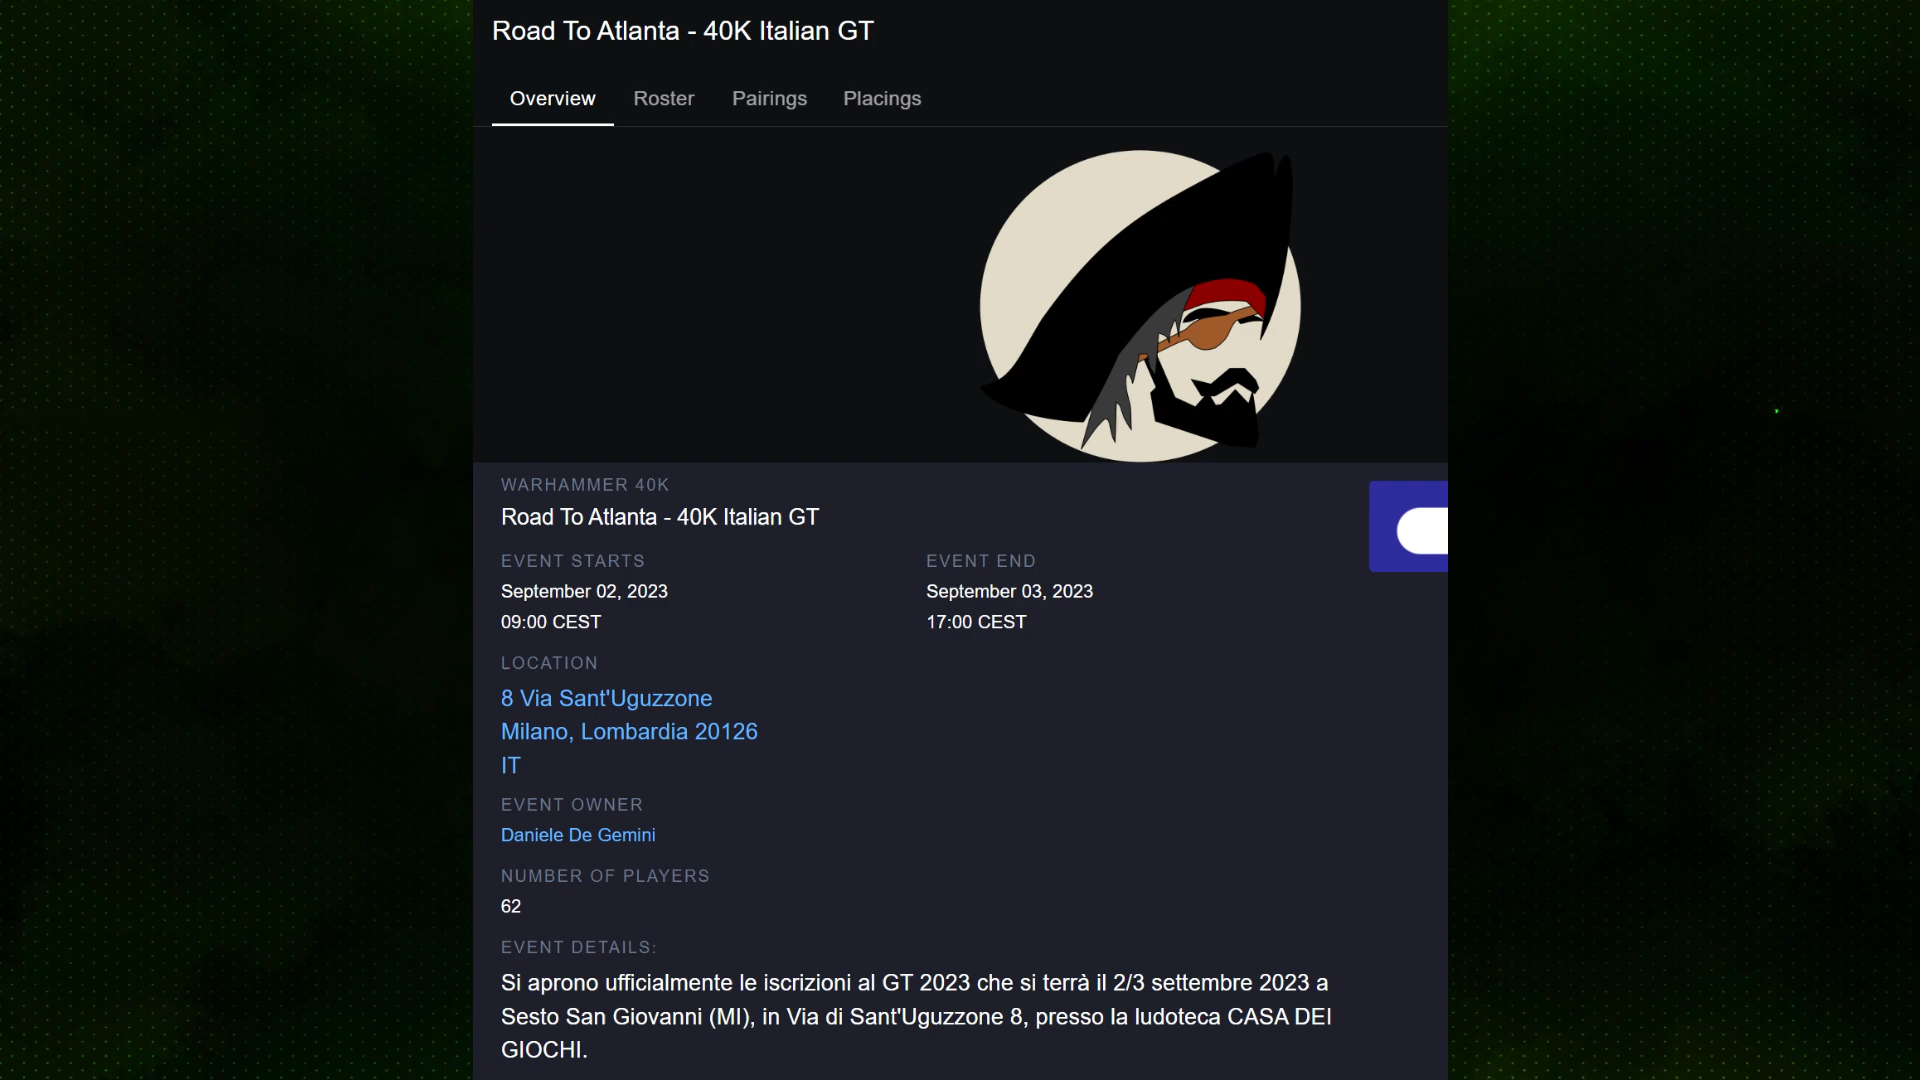 Road To Atlanta - 40K Italian GT
Overview Roster Pairings Placings
WARHAMMER 40K
Road To Atlanta - 40K Italian GT
EVENT STARTS EVENT END
September 02, 2023 September 03, 2023
09:00 CEST 17:00 CEST
LOCATION
8 Via Sant'Uguzzone
Milano, Lombardia 20126
IT
EVENT OWNER
Daniele De Gemini
NUMBER OF PLAYERS
62
EVENT DETAILS:
Si aprono ufficialmente le iscrizioni al GT 2023 che si terrà il 2/3 settembre 2023 a
Sesto San Giovanni (MI), in Via di Sant'Uguzzone 8, presso la ludoteca CASA DEI
GIOCHI.